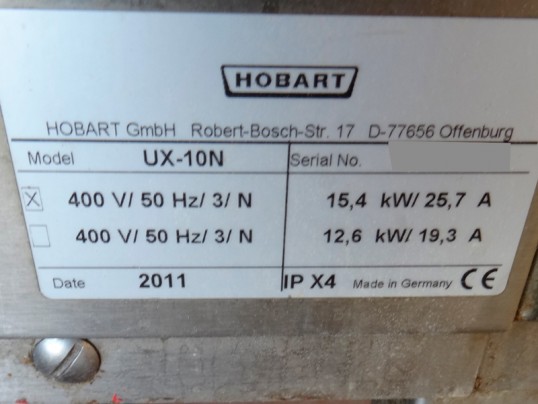 HOBART
HOBART GmbH Robert-Bosch-Str. 17 D-77656 Offenburg
Model UX-10N Serial No.
X 400 V/ 50 Hz/ 3/ N 15,4 kW/ 25,7 A
400 V/ 50 Hz/ 3/ N 12,6 kW/ 19,3 A
Date 2011 IP X4 Made in Germany CE